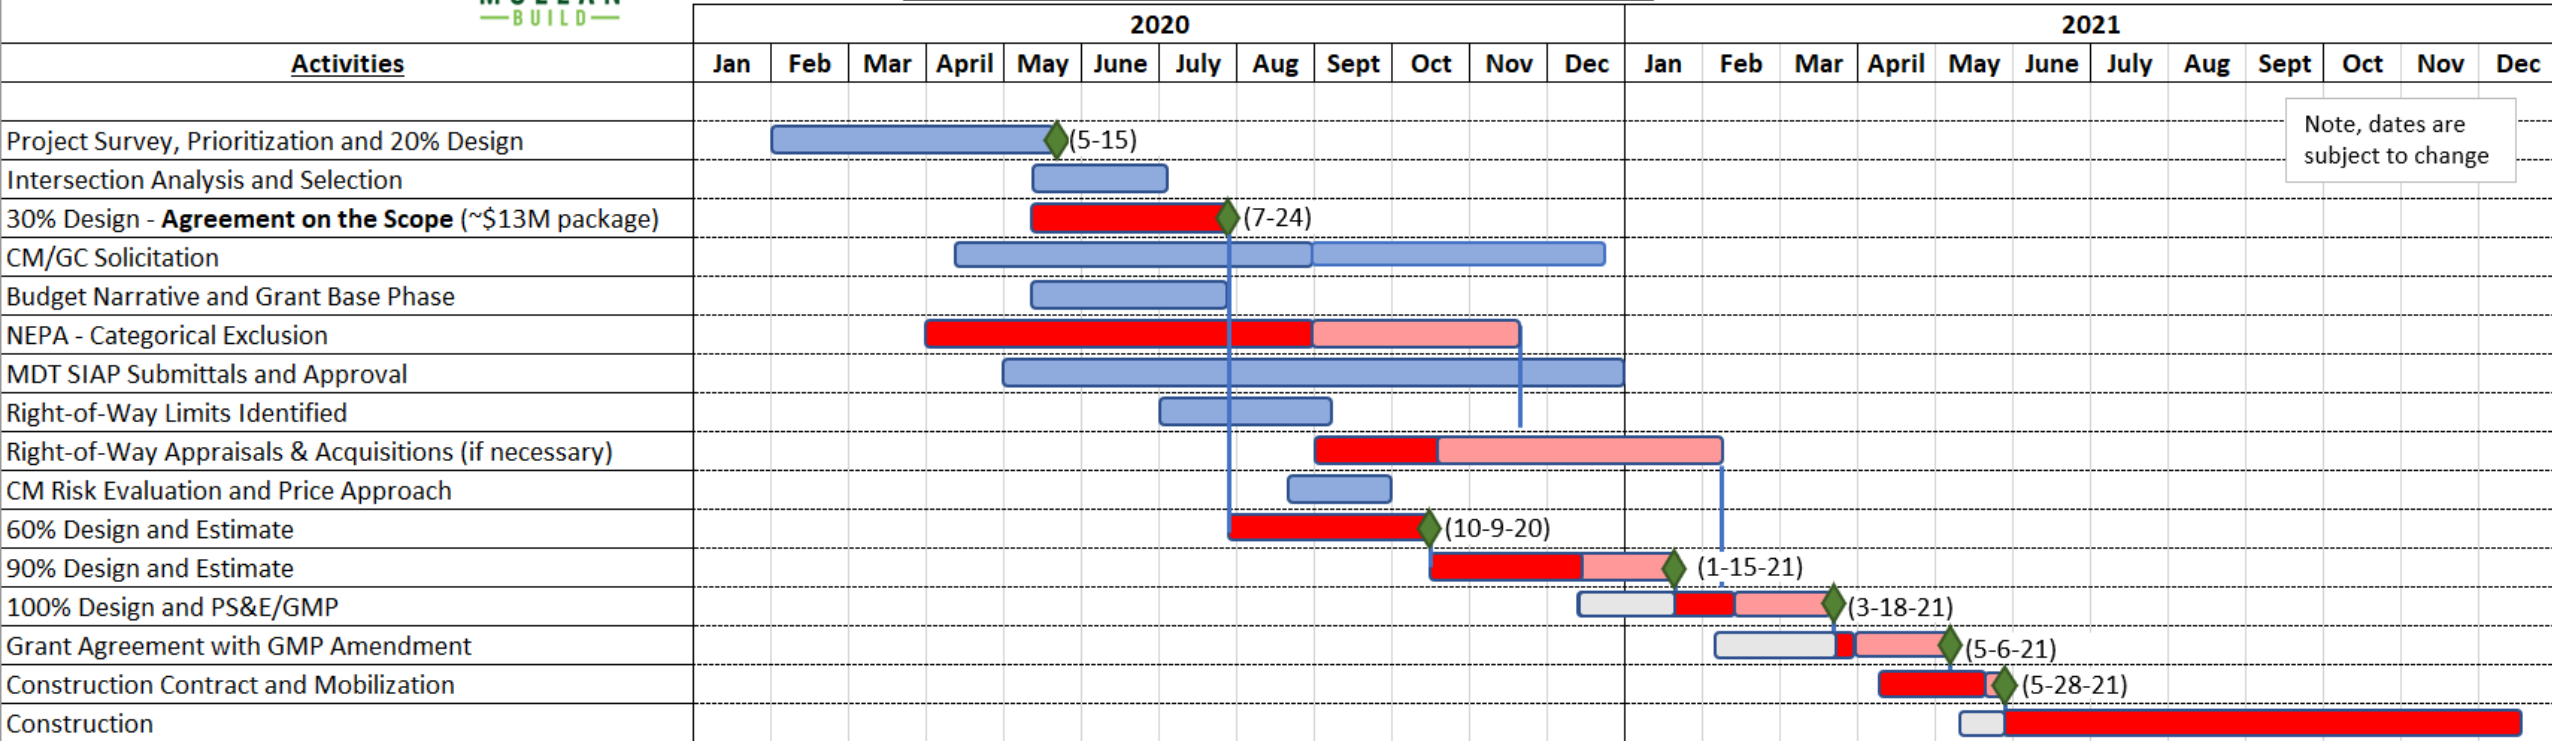 BUILD
2020 2021
Activities Jan Feb Mar April May June July Aug Sept Oct Nov Dec Jan Feb Mar April May June July Aug Sept Oct Nov Dec
Note, dates are
subject to change
Project Survey, Prioritization and 20% Design (5-15)
Intersection Analysis and Selection
30% Design - Agreement on the Scope (~$13M package) (7-24)
CM/GC Solicitation
Budget Narrative and Grant Base Phase
NEPA - Categorical Exclusion
MDT SIAP Submittals and Approval
Right-of-Way Limits Identified
Right-of-Way Appraisals & Acquisitions (if necessary)
CM Risk Evaluation and Price Approach
60% Design and Estimate (10-9-20)
90% Design and Estimate (1-15-21)
100% Design and PS&E/GMP (3-18-21)
Grant Agreement with GMP Amendment (5-6-21)
Construction Contract and Mobilization (5-28-21)
Construction